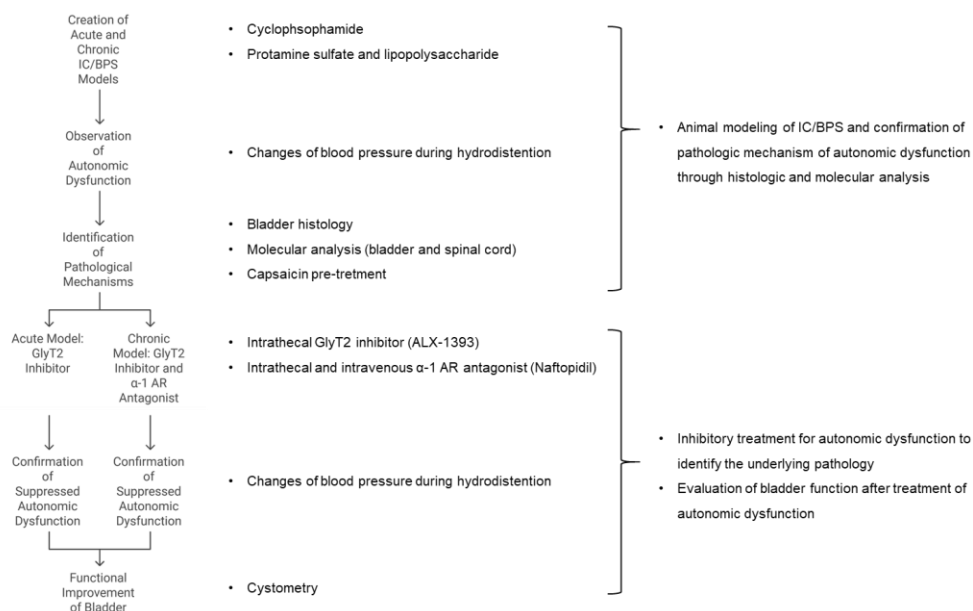 Creation of
Acute and
Chronic
IC/BPS
Models
• Cyclophsophamide
• Protamine sulfate and lipopolysaccharide
Observation
of
Autonomic
Dysfunction
• Changes of blood pressure during hydrodistention
Identification
of
Pathological
Mechanisms
• Bladder histology
• Molecular analysis (bladder and spinal cord)
• Capsaicin pre-tretment
• Animal modeling of IC/BPS and confirmation of
pathologic mechanism of autonomic dysfunction
through histologic and molecular analysis
Acute Model:
GlyT2
Inhibitor
Chronic
Model: GlyT2
Inhibitor and
α-1 AR
Antagonist
• Intrathecal GlyT2 inhibitor (ALX-1393)
• Intrathecal and intravenous α-1 AR antagonist (Naftopidil)
Confirmation
of
Suppressed
Autonomic
Dysfunction
Confirmation
of
Suppressed
Autonomic
Dysfunction
• Changes of blood pressure during hydrodistention
Functional
Improvement
of Bladder
• Cystometry
• Inhibitory treatment for autonomic dysfunction to
identify the underlying pathology
• Evaluation of bladder function after treatment of
autonomic dysfunction